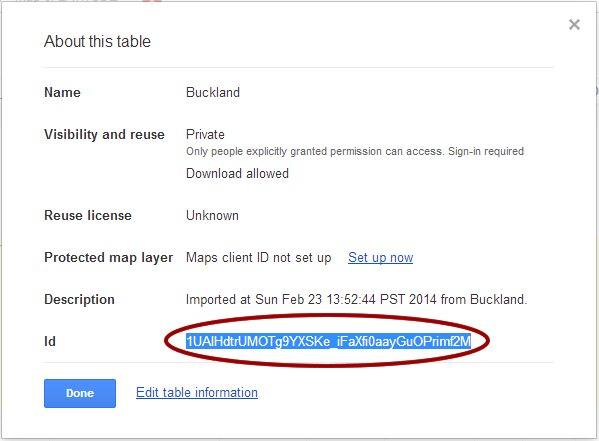 About this table
Name Buckland
Visibility and reuse Private
Only people explicitly granted permission can access. Sign-in required
Download allowed
Reuse license Unknown
Protected map layer Maps client ID not set up Set up now
Description Imported at Sun Feb 23 13:52:44 PST 2014 from Buckland.
Id 1UAlHdtrUMOTg9YXSKe_iFaXfi0aayGuOPrimf2M
Done Edit table information